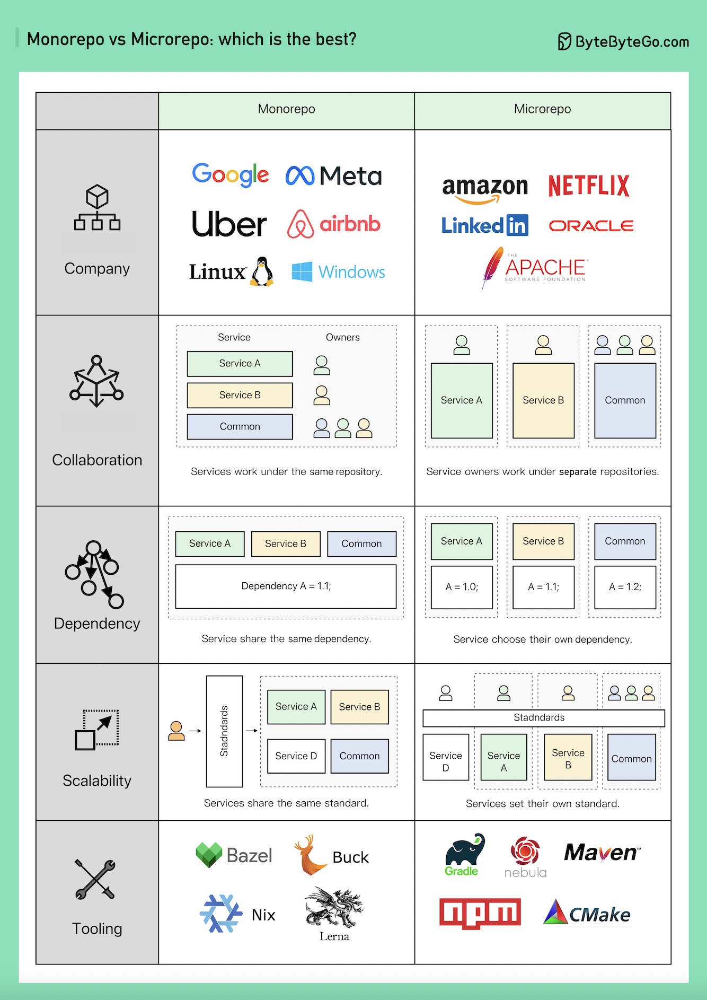 Monorepo vs Microrepo: which is the best?
ByteByteGo.com
Monorepo
Microrepo
Company
Google
Meta
Uber
airbnb
Linux™
Windows
amazon
NETFLIX
Linked in
ORACLE
THE
APACHE®
SOFTWARE FOUNDATION
Collaboration
Service
Owners
Service A
Service B
Common
Services work under the same repository.
Service A
Service B
Common
Service owners work under separate repositories.
Dependency
Service A
Service B
Common
Dependency A = 1.1;
Service share the same dependency.
Service A
Service B
Common
A = 1.0;
A = 1.1;
A = 1.2;
Service choose their own dependency.
Scalability
Stadndards
Service A
Service B
Service D
Common
Services share the same standard.
Stadndards
Service
D
Service
A
Service
B
Common
Services set their own standard.
Tooling
Bazel
Buck
Nix
Lerna
Gradle
nebula
Maven™
npm
CMake